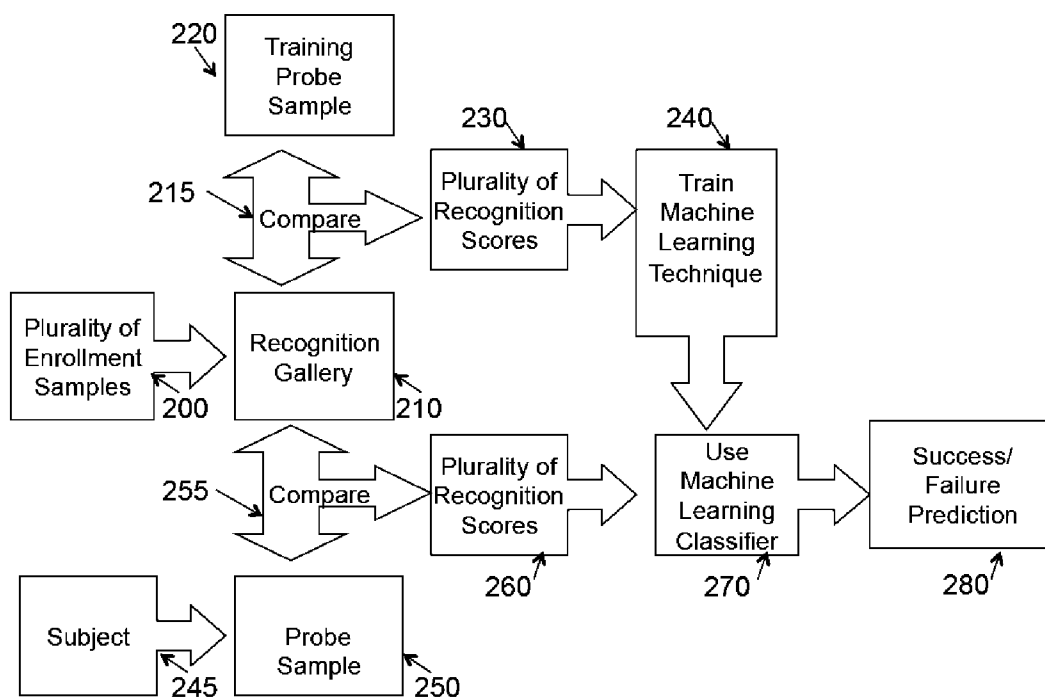 220
Training
Probe
Sample
230
240
215
Compare
Plurality of
Recognition
Scores
Train
Machine
Learning
Technique
Plurality of
Enrollment
Samples
200
Recognition
Gallery
210
255
Compare
Plurality of
Recognition
Scores
260
Use
Machine
Learning
Classifier
270
Success/
Failure
Prediction
280
Subject
245
Probe
Sample
250